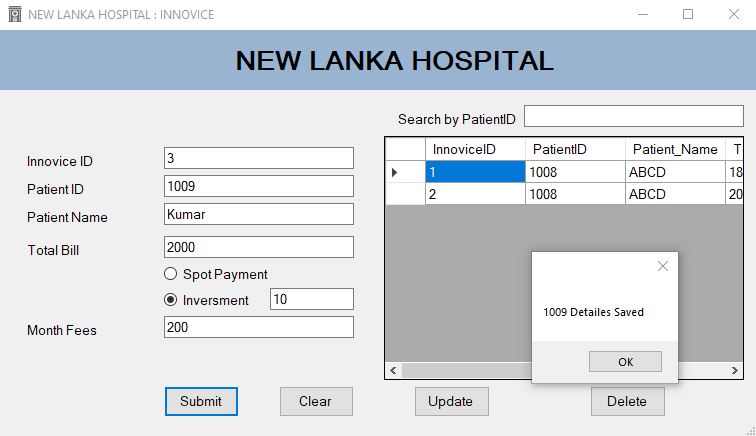 NEW LANKA HOSPITAL : INNOVICE
NEW LANKA HOSPITAL
Search by PatientID
Innovice ID 3
Patient ID 1009
Patient Name Kumar
Total Bill 2000
Spot Payment
Inversment 10
Month Fees 200
InnoviceID PatientID Patient_Name T
1 1008 ABCD 18
2 1008 ABCD 20
1009 Detailes Saved
OK
Submit Clear Update Delete